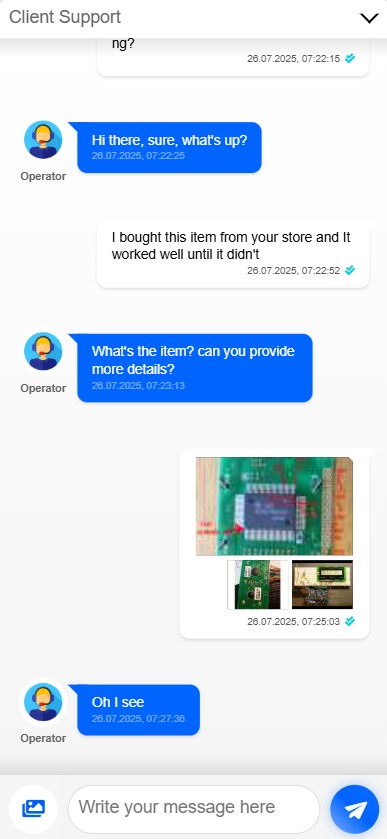 Client Support
ng?
26.07.2025, 07:22:15
Hi there, sure, what's up?
26.07.2025, 07:22:25
Operator
I bought this item from your store and It
worked well until it didn't
26.07.2025, 07:22:52
What's the item? can you provide
more details?
26.07.2025, 07:23:13
Operator
26.07.2025, 07:25:03
Oh I see
26.07.2025, 07:27:36
Operator
Write your message here